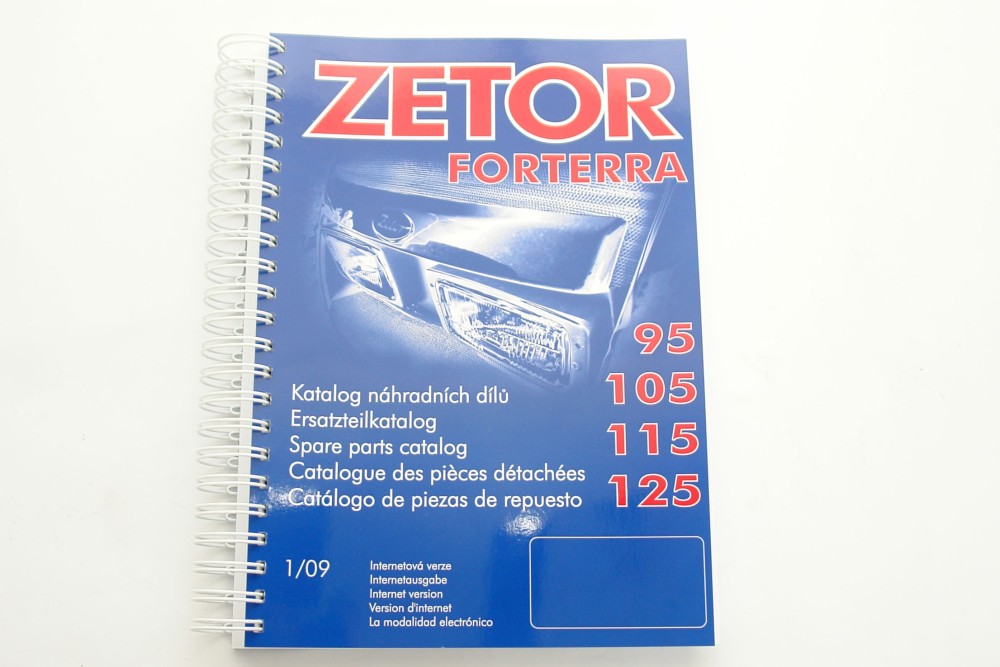 ZETOR
FORTERRA
95
105
115
125
Katalog náhradních dílů
Ersatzteilkatalog
Spare parts catalog
Catalogue des pièces détachées
Catálogo de piezas de repuesto
1/09
Internetová verze
Internetausgabe
Internet version
Version d'internet
La modalidad electrónico